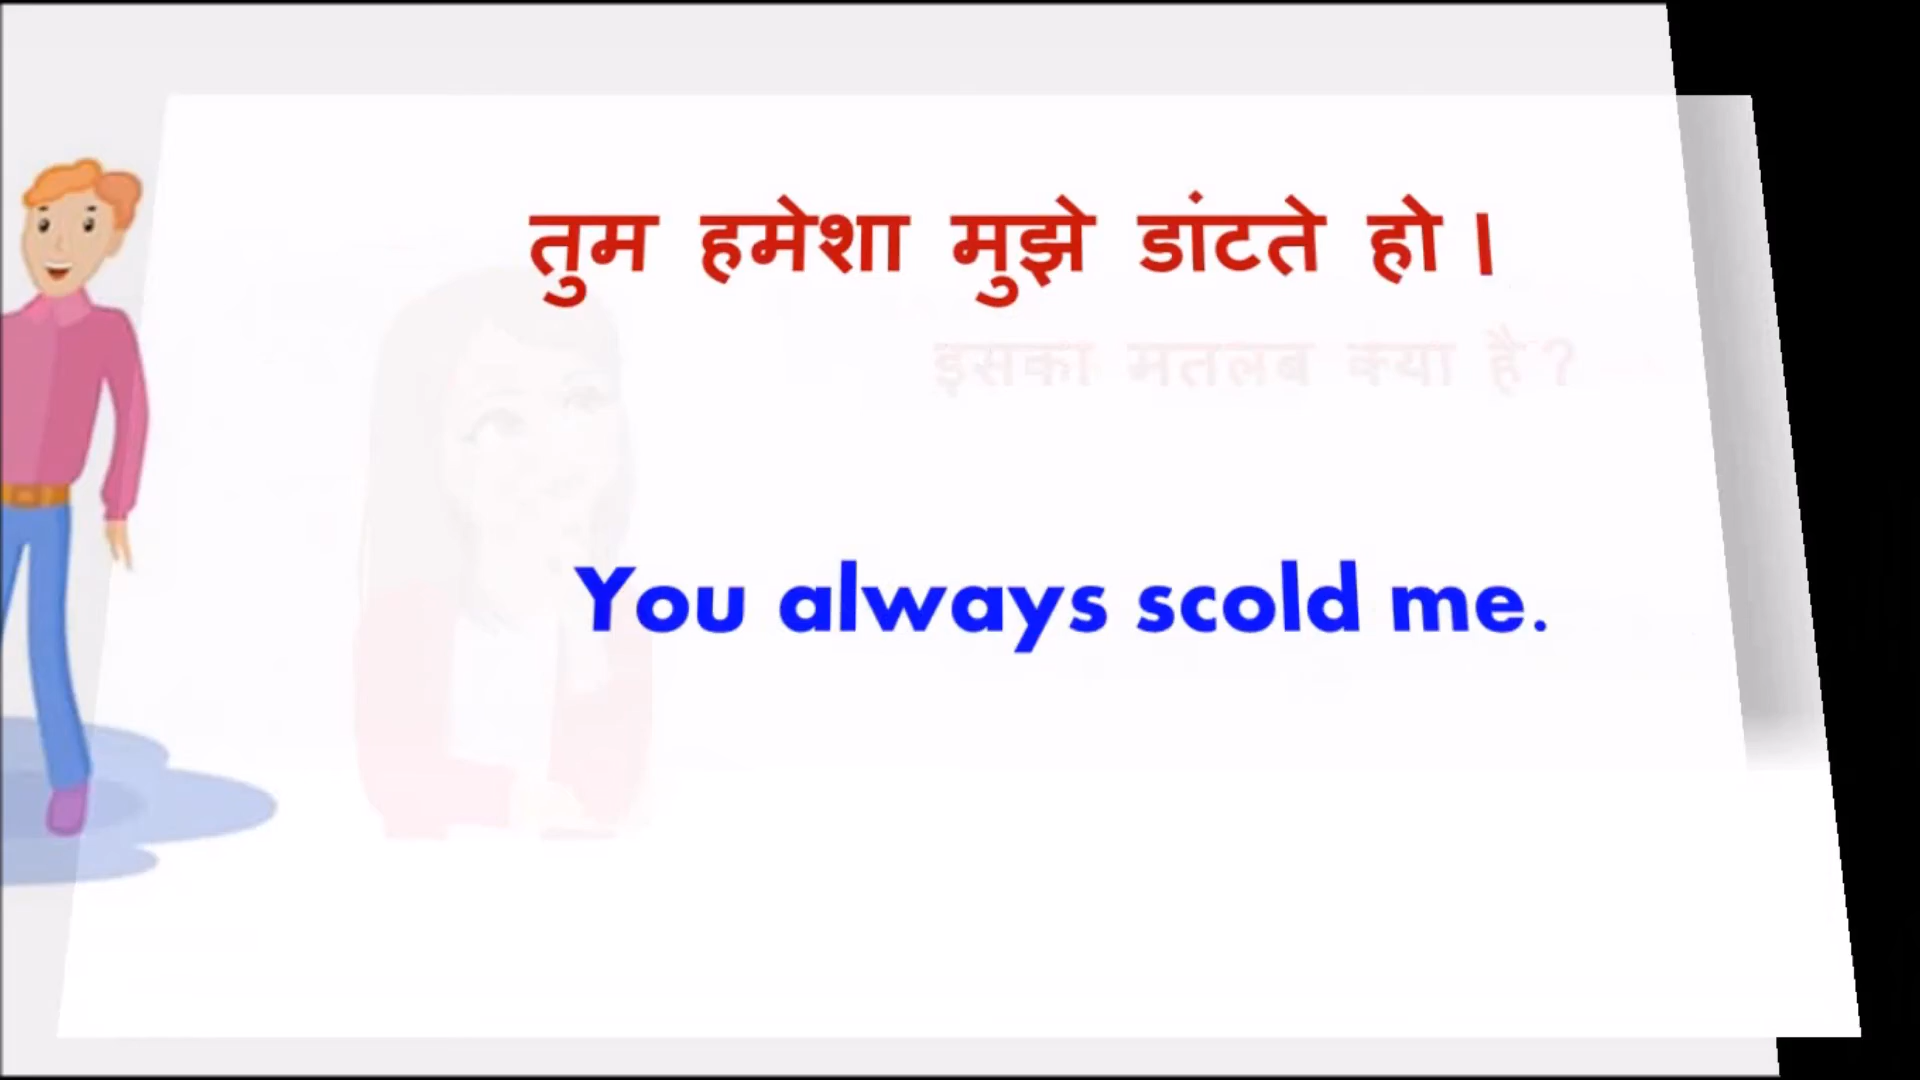 तुम हमेशा मुझे डांटते हो ।
इसका मतलब क्या है ?
You always scold me.